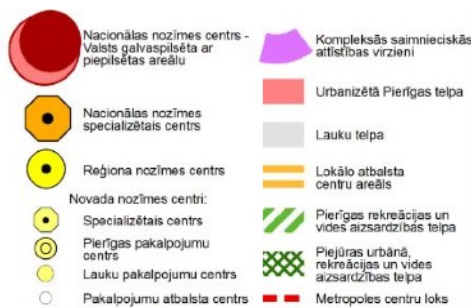 Nacionālas nozīmes centrs -
Valsts galvaspilsēta ar
piepilsētas areālu
Nacionālas nozīmes
specializētais centrs
Reģiona nozīmes centrs
Novada nozīmes centri:
Specializētais centrs
Pierīgas pakalpojumu
centrs
Lauku pakalpojumu centrs
Pakalpojumu atbalsta centrs
Kompleksās saimnieciskās
attīstības virzieni
Urbanizētā Pierīgas telpa
Lauku telpa
Lokālo atbalsta
centru areāls
Pierīgas rekreācijas un
vides aizsardzības telpa
Piejūras urbānā,
rekreācijas un vides
aizsardzības telpa
Metropoles centru loks